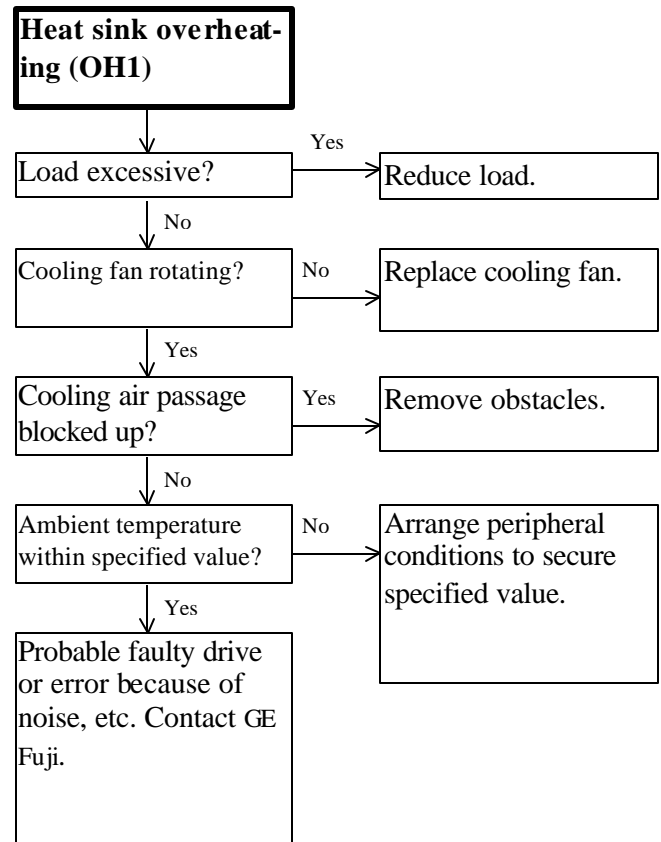 Heat sink overheat-
ing (OH1)
Yes
Load excessive?
Reduce load.
No
Cooling fan rotating?
No
Replace cooling fan.
Yes
Cooling air passage
blocked up?
Yes
Remove obstacles.
No
Ambient temperature
within specified value?
No
Arrange peripheral
conditions to secure
specified value.
Yes
Probable faulty drive
or error because of
noise, etc. Contact GE
Fuji.